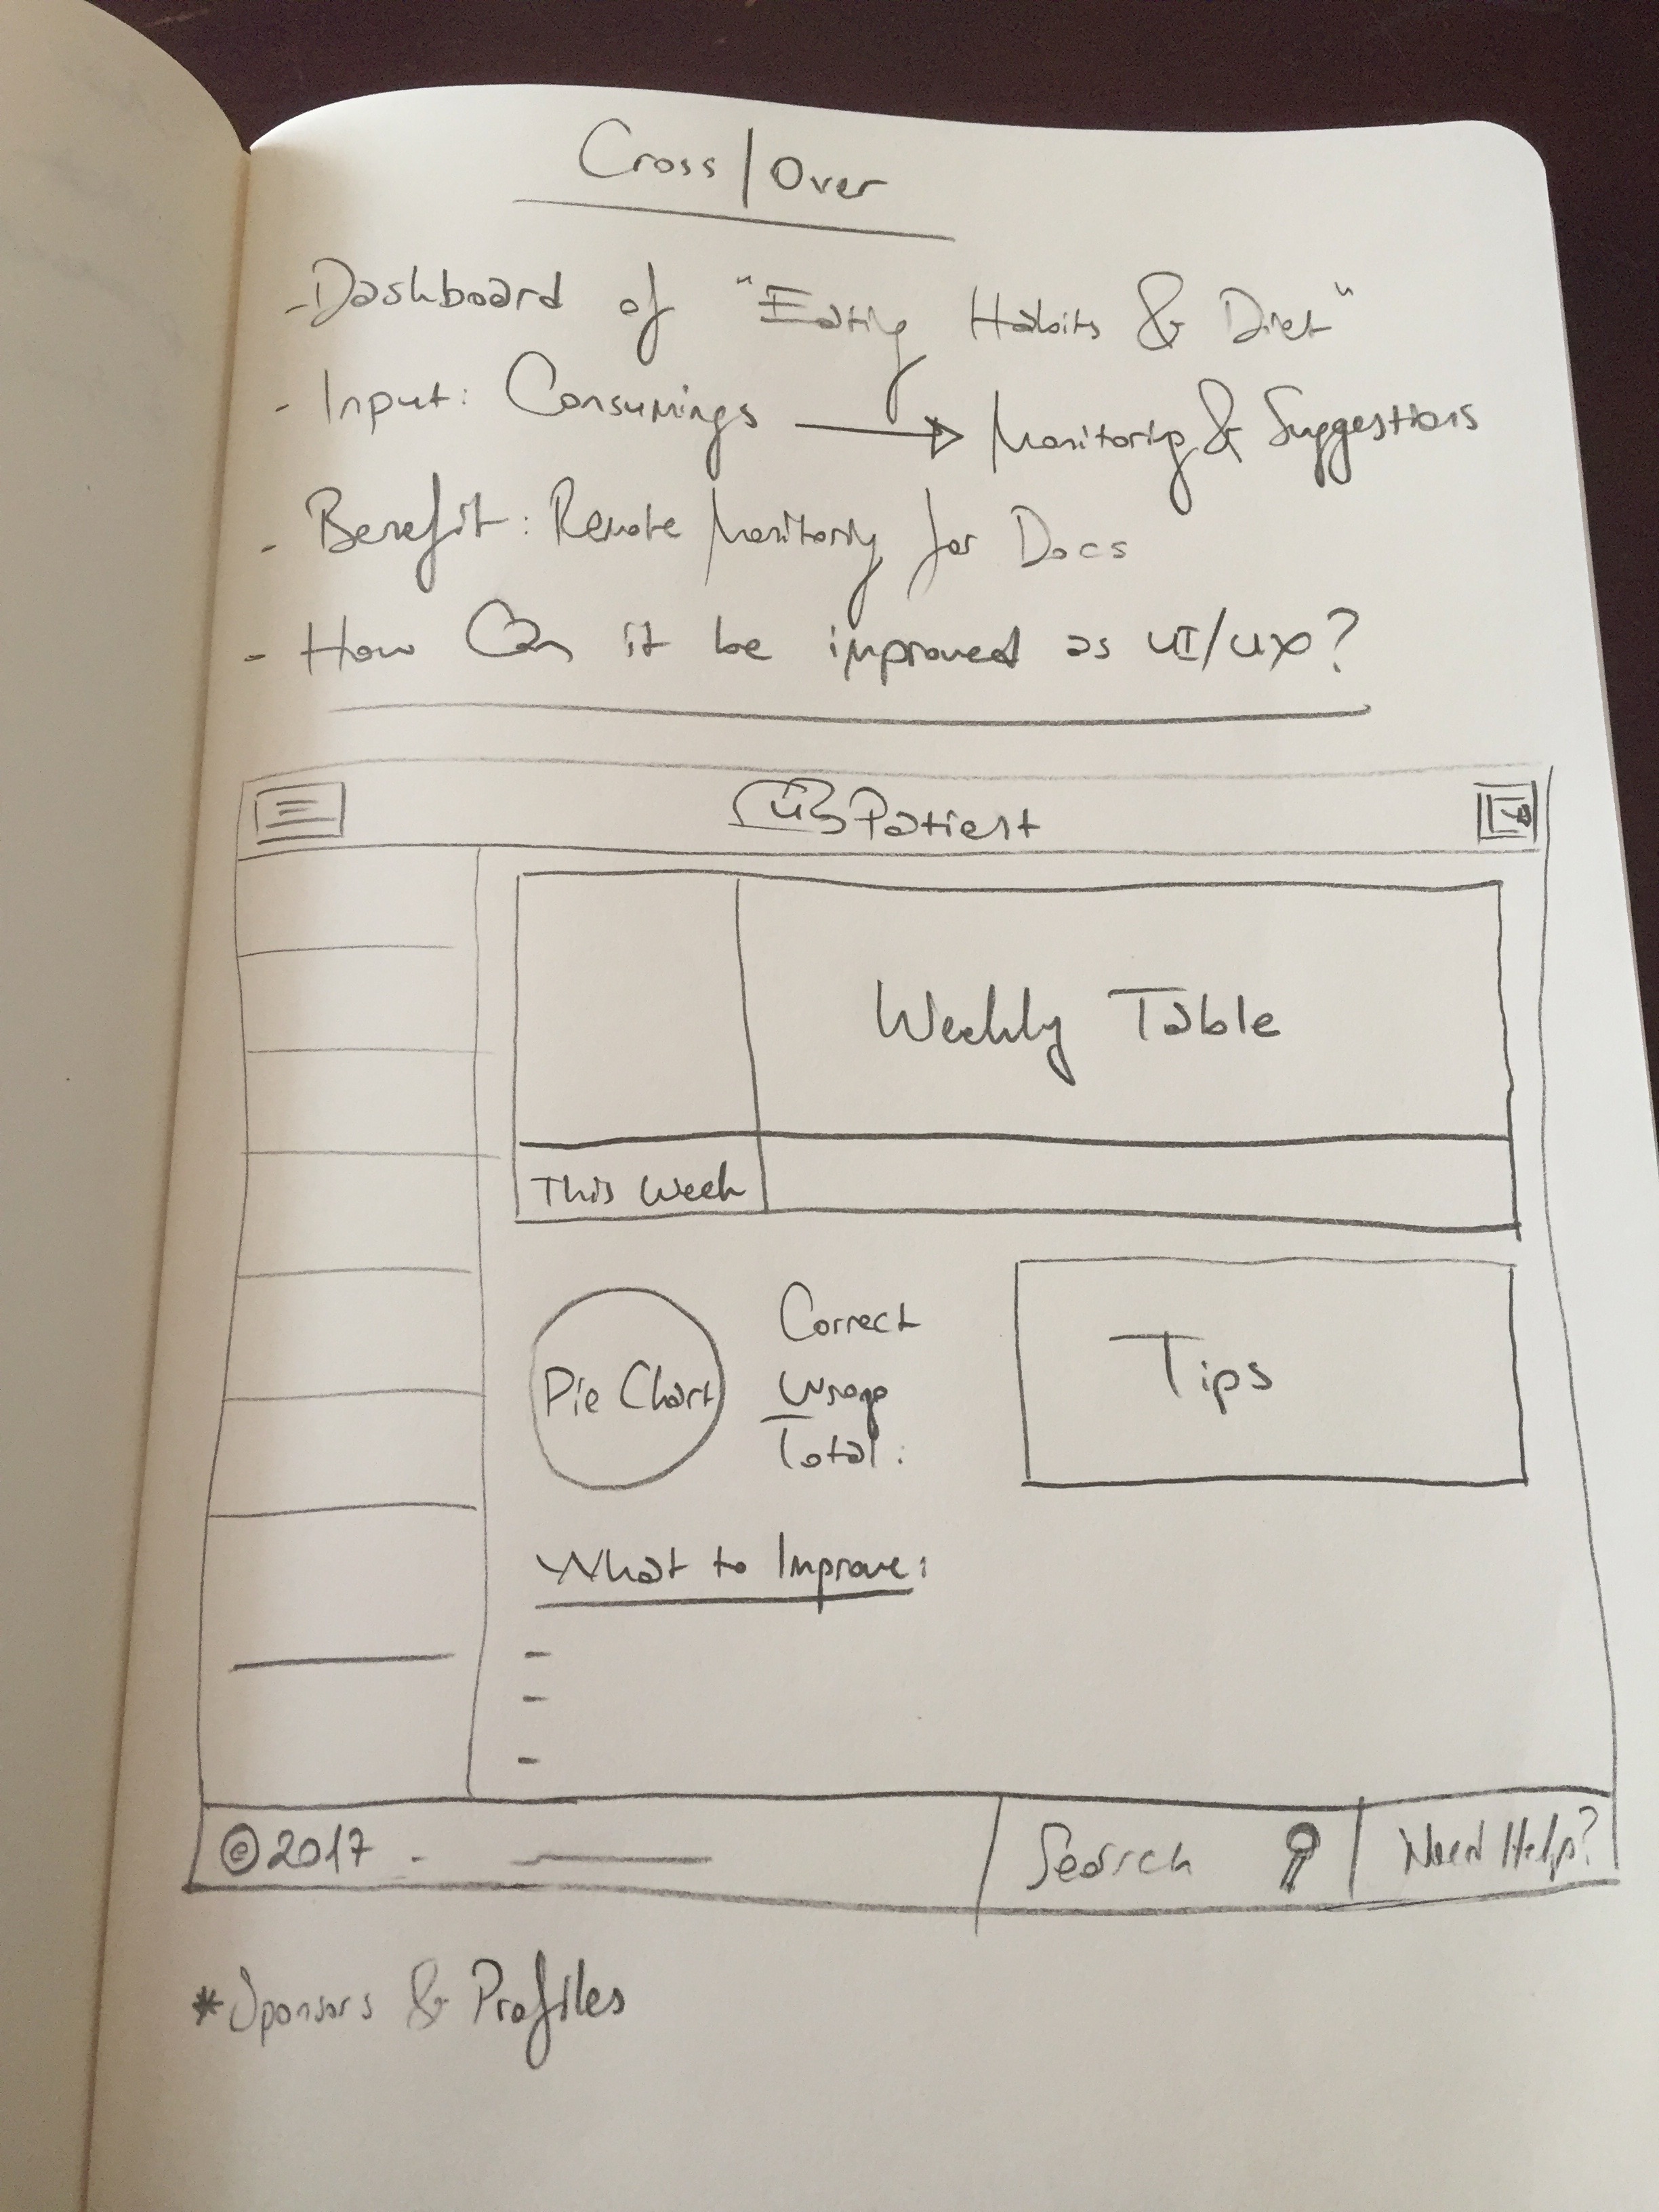 Cross | Over
- Dashboard of "Eating Habits & Diet"
- Input: Consumings → Monitoring & Suggestions
- Benefit: Remote Monitoring for Docs
- How Can it be improved as UI/UX?
Patient
Weekly Table
This Week
Pie Chart
Correct
Wrong
Total:
Tips
What to Improve:
-
-
-
© 2017 -
Search
Need Help?
* Sponsors & Profiles